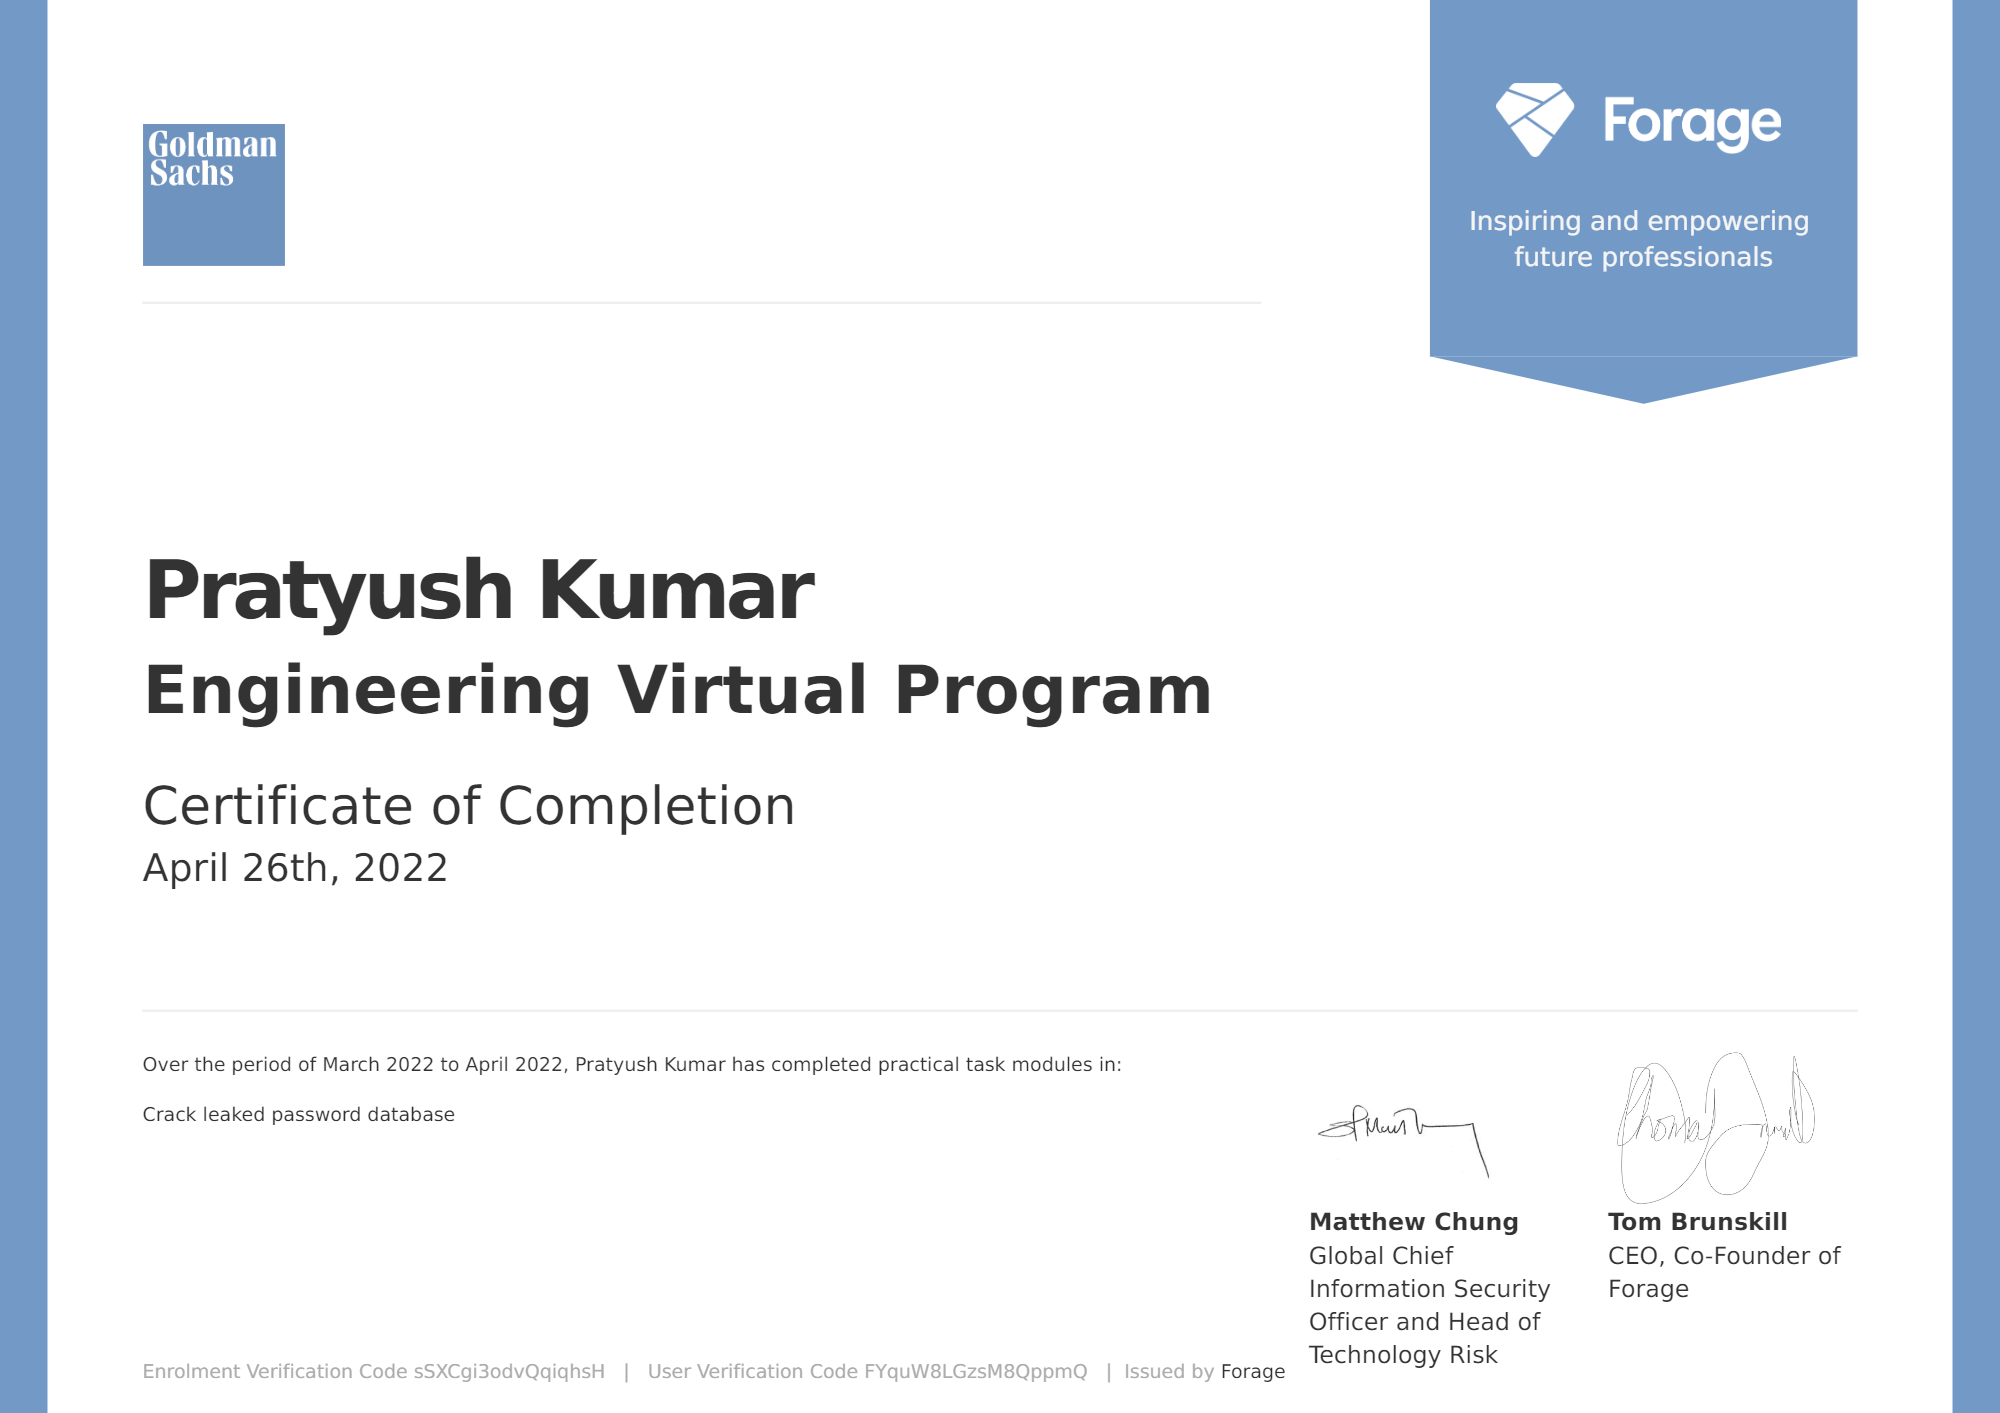 Goldman
Sachs
Forage
Inspiring and empowering
future professionals
Pratyush Kumar
Engineering Virtual Program
Certificate of Completion
April 26th, 2022
Over the period of March 2022 to April 2022, Pratyush Kumar has completed practical task modules in:
Crack leaked password database
Matthew Chung
Global Chief
Information Security
Officer and Head of
Technology Risk
Tom Brunskill
CEO, Co-Founder of
Forage
Enrolment Verification Code sSXCgi3odvQqiqhsH | User Verification Code FYquW8LGzsM8QppmQ | Issued by Forage